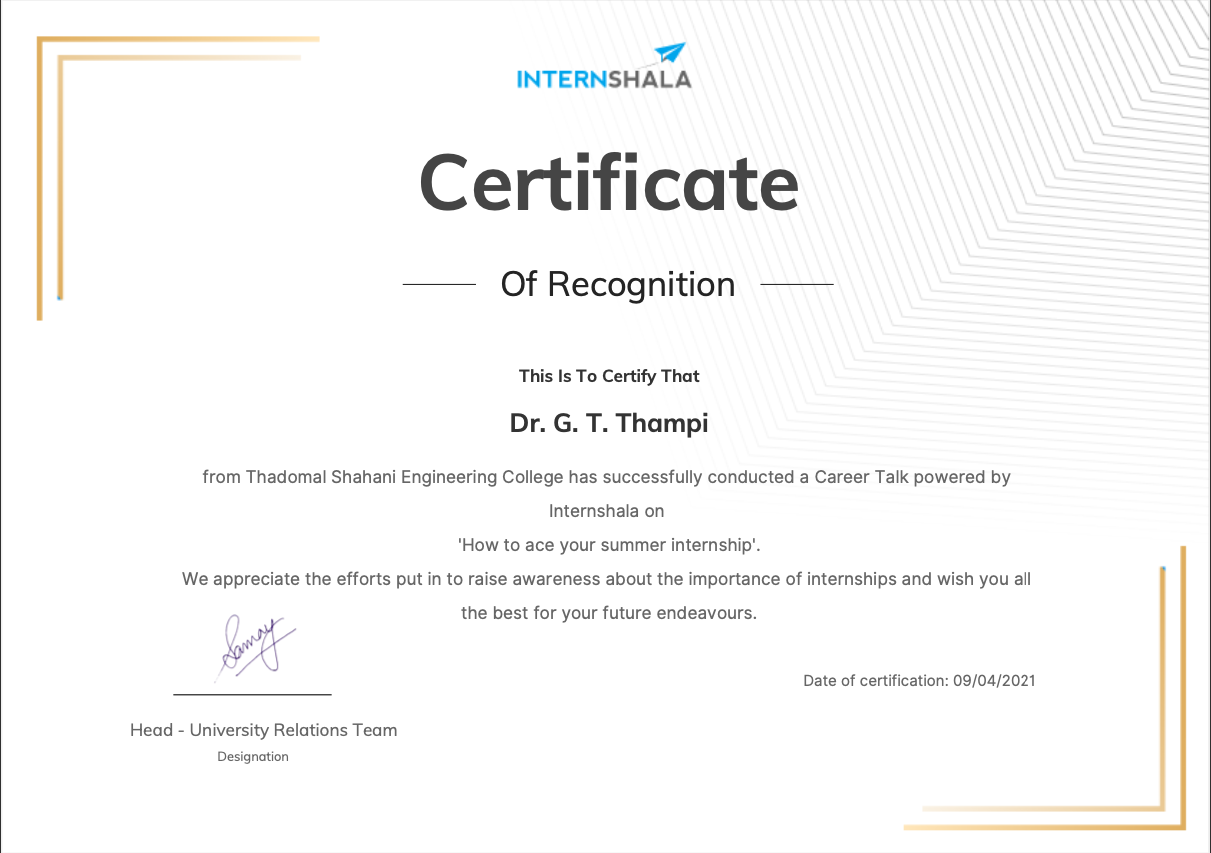 INTERNSHALA
Certificate
Of Recognition
This Is To Certify That
Dr. G. T. Thampi
from Thadomal Shahani Engineering College has successfully conducted a Career Talk powered by
Internshala on
'How to ace your summer internship'.
We appreciate the efforts put in to raise awareness about the importance of internships and wish you all
the best for your future endeavours.
Samay
Date of certification: 09/04/2021
Head - University Relations Team
Designation